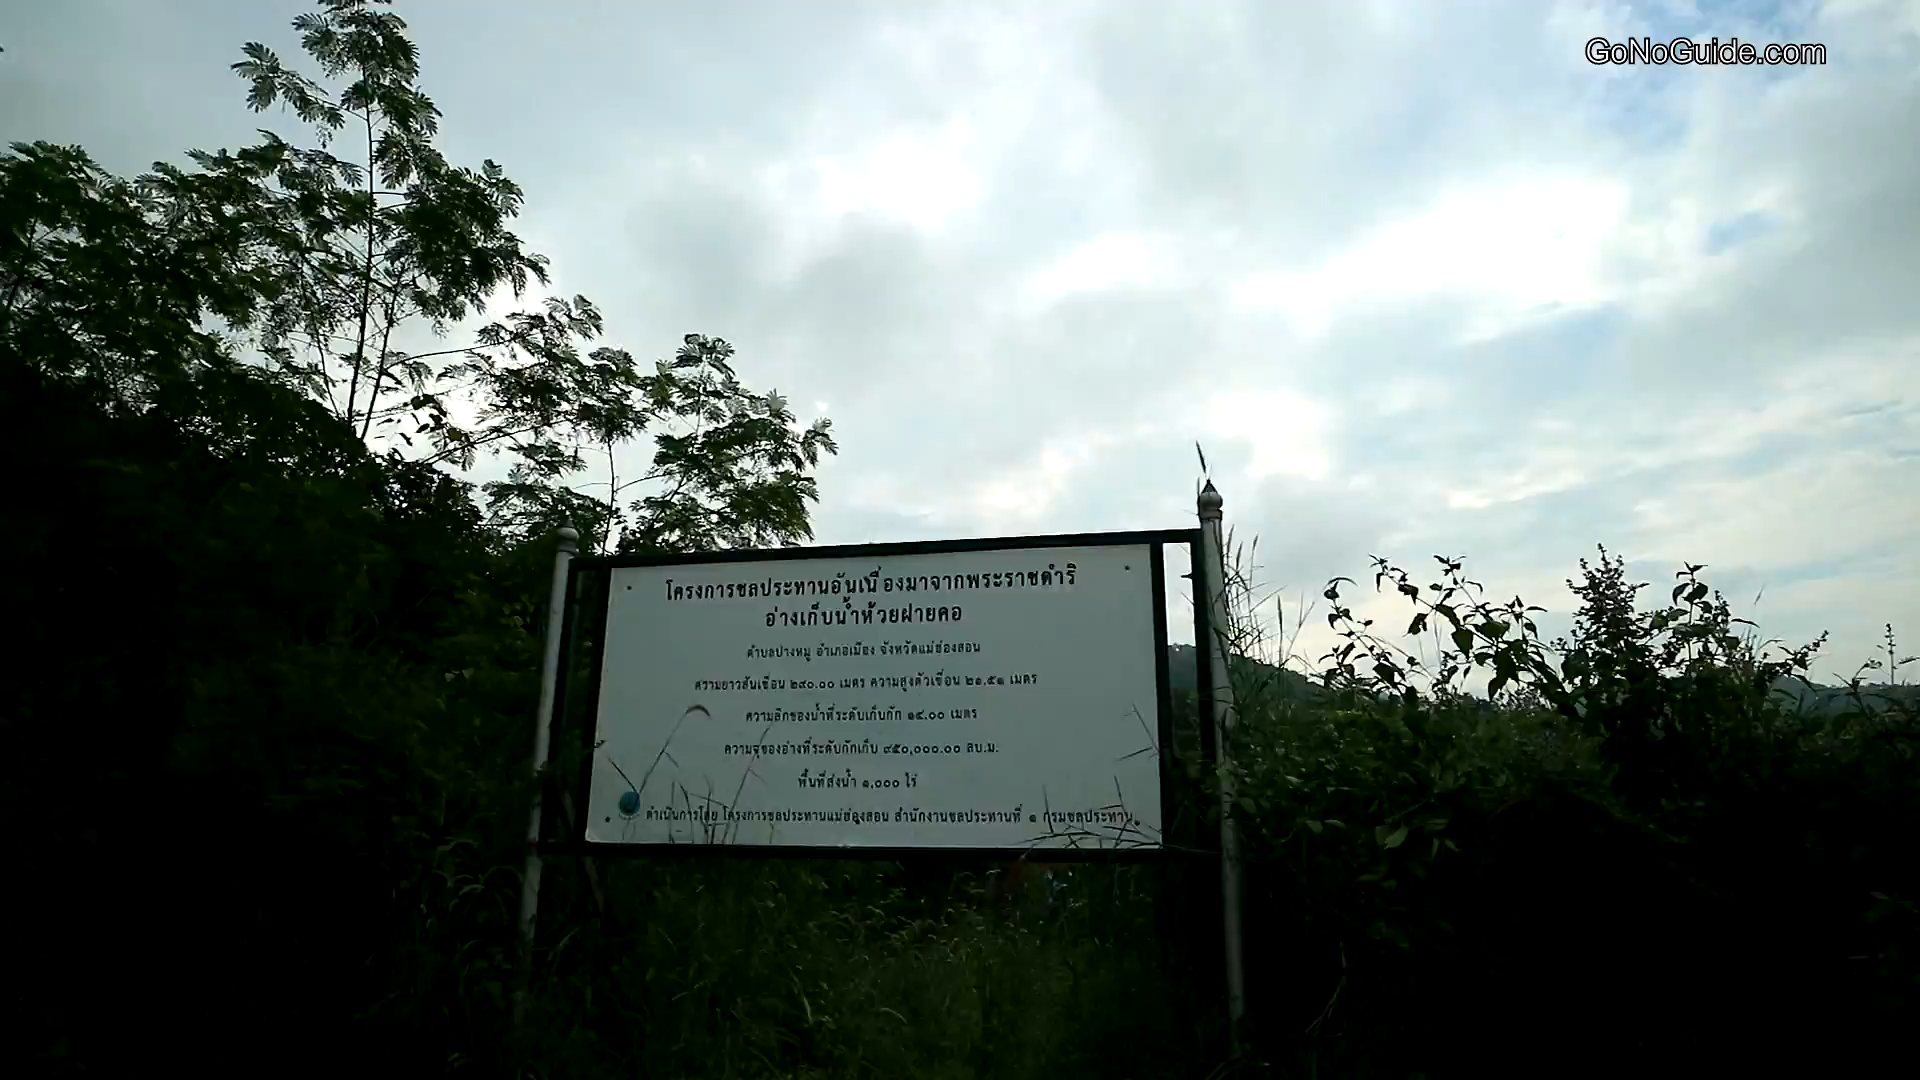 GoNoGuide.com
โครงการชลประทานอันเนื่องมาจากพระราชดำริ
อ่างเก็บน้ำห้วยฝายคอ
ตำบลปางหมู อำเภอเมือง จังหวัดแม่ฮ่องสอน
ความยาวสันเขื่อน ๒๙๐.๐๐ เมตร ความสูงตัวเขื่อน ๒๑.๕๑ เมตร
ความลึกของน้ำที่ระดับเก็บกัก ๑๔.๐๐ เมตร
ความจุของอ่างที่ระดับกักเก็บ ๙๕๐,๐๐๐.๐๐ ลบ.ม.
พื้นที่ส่งน้ำ ๑,๐๐๐ ไร่
ดำเนินการโดย โครงการชลประทานแม่ฮ่องสอน สำนักงานชลประทานที่ ๑ กรมชลประทาน